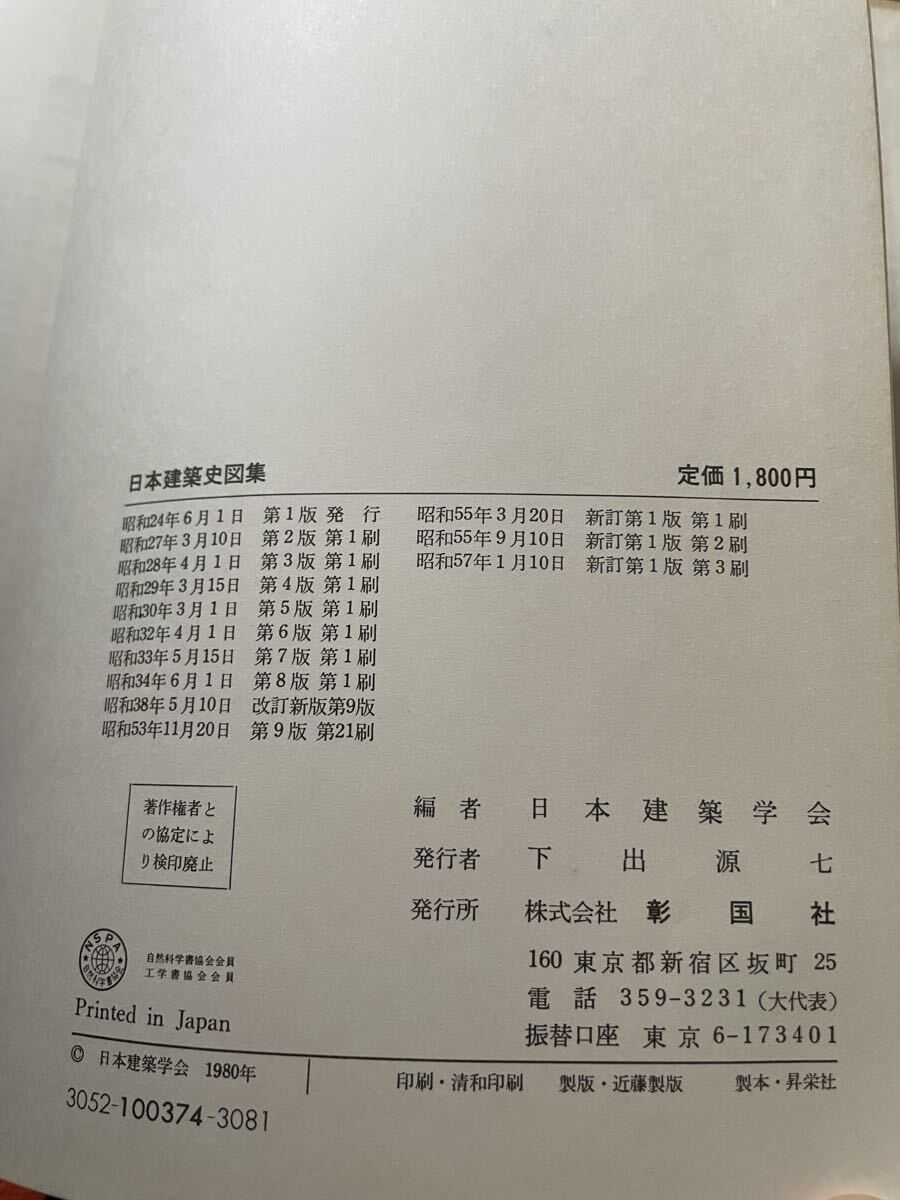 日本建築史図集 定価1,800円
昭和24年6月1日 第1版 発 行
昭和27年3月10日 第2版 第1刷
昭和28年4月1日 第3版 第1刷
昭和29年3月15日 第4版 第1刷
昭和30年3月1日 第5版 第1刷
昭和32年4月1日 第6版 第1刷
昭和33年5月15日 第7版 第1刷
昭和34年6月1日 第8版 第1刷
昭和38年5月10日 改訂新版第9版
昭和53年11月20日 第9版 第21刷
昭和55年3月20日 新訂第1版 第1刷
昭和55年9月10日 新訂第1版 第2刷
昭和57年1月10日 新訂第1版 第3刷
著作権者と
の協定によ
り検印廃止
編 者 日 本 建 築 学 会
発行者 下 出 源 七
発行所 株式会社 彰 国 社
160 東京都新宿区坂町 25
電 話 359-3231(大代表)
振替口座 東京 6-173401
NSPA
自然科学書協会
自然科学書協会会員
工学書協会会員
Printed in Japan
© 日本建築学会 1980年
印刷・清和印刷 製版・近藤製版 製本・昇栄社
3052-100374-3081